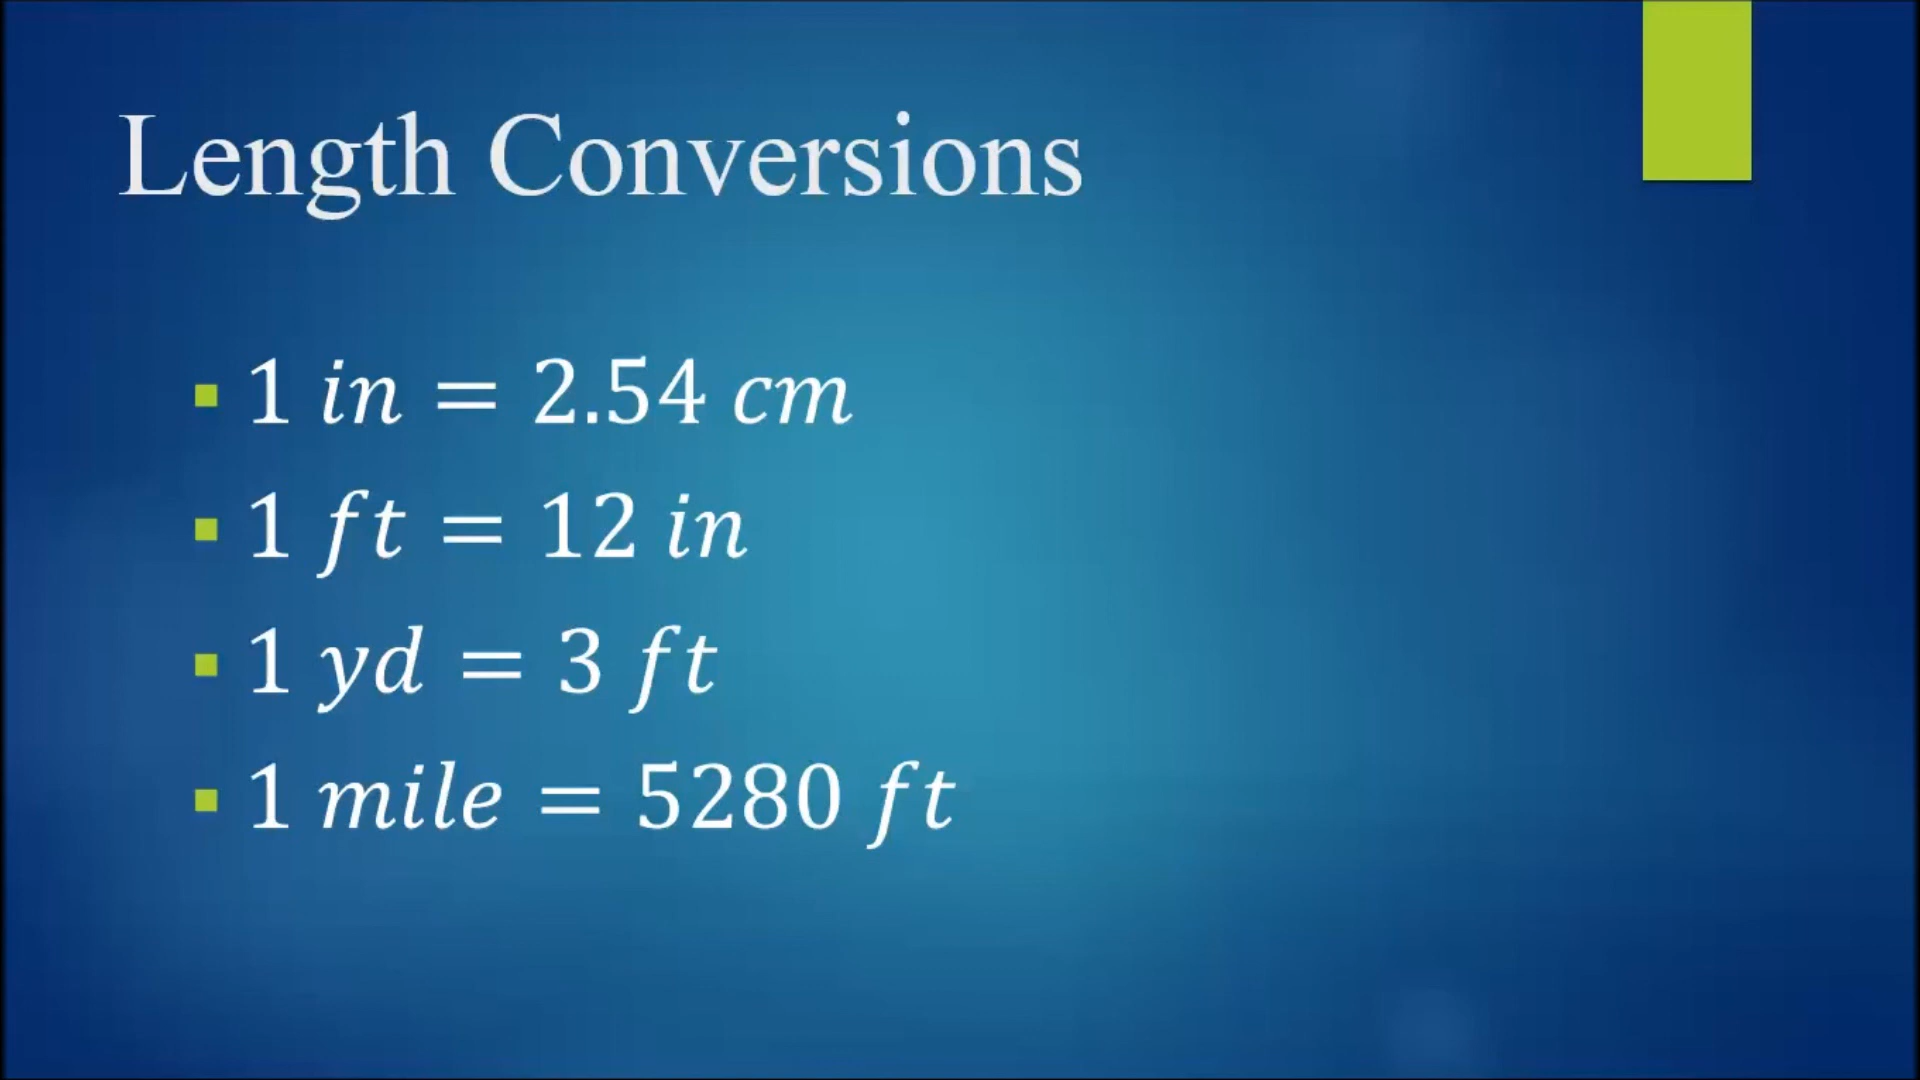 Length Conversions
1 in = 2.54 cm
1 ft = 12 in
1 yd = 3 ft
1 mile = 5280 ft